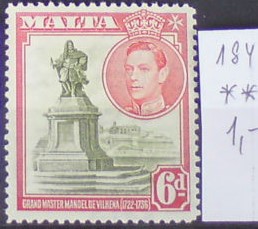 MALTA
184
**
1,-
6d
GRAND MASTER MANOEL DE VILHENA (1722-1736)